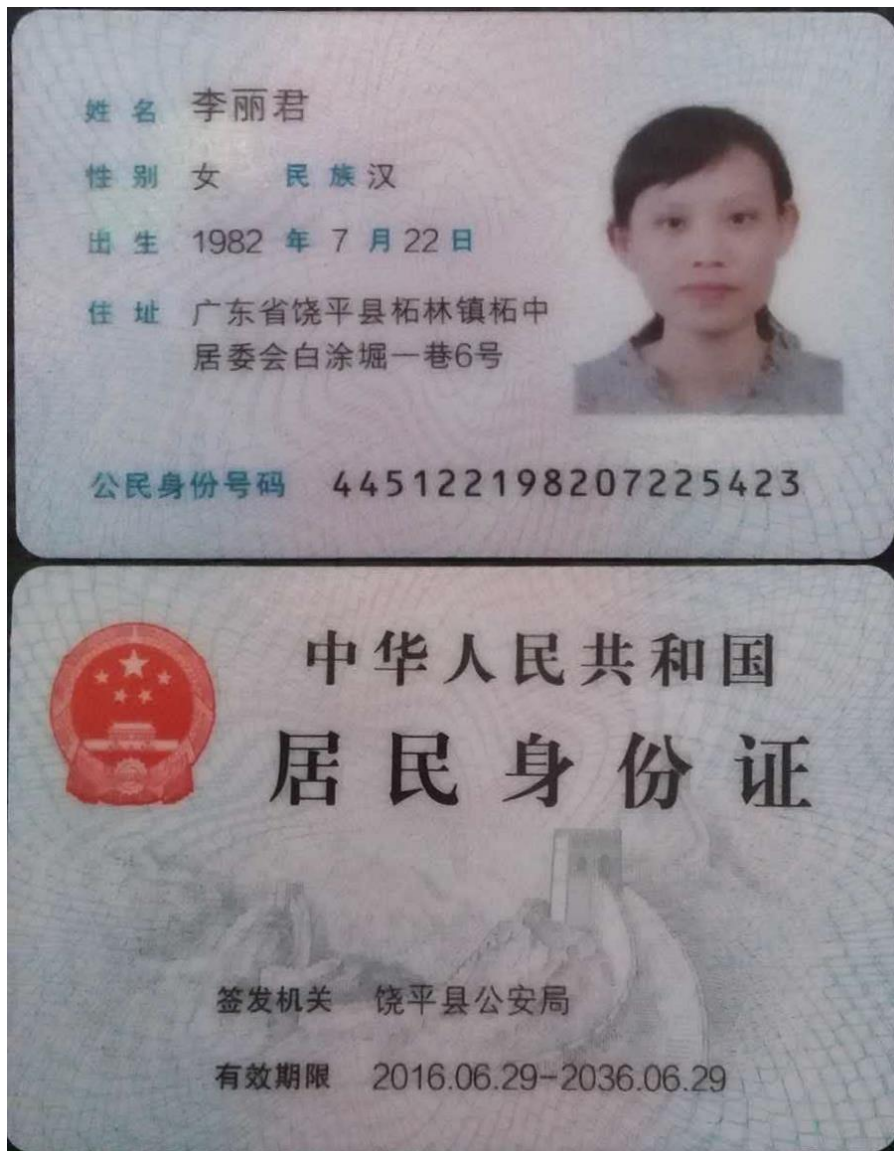 姓名 李丽君
性别 女 民族 汉
出生 1982 年 7 月 22 日
住址 广东省饶平县柘林镇柘中
居委会白涂堀一巷6号
公民身份号码 445122198207225423
中华人民共和国
居民身份证
签发机关 饶平县公安局
有效期限 2016.06.29-2036.06.29